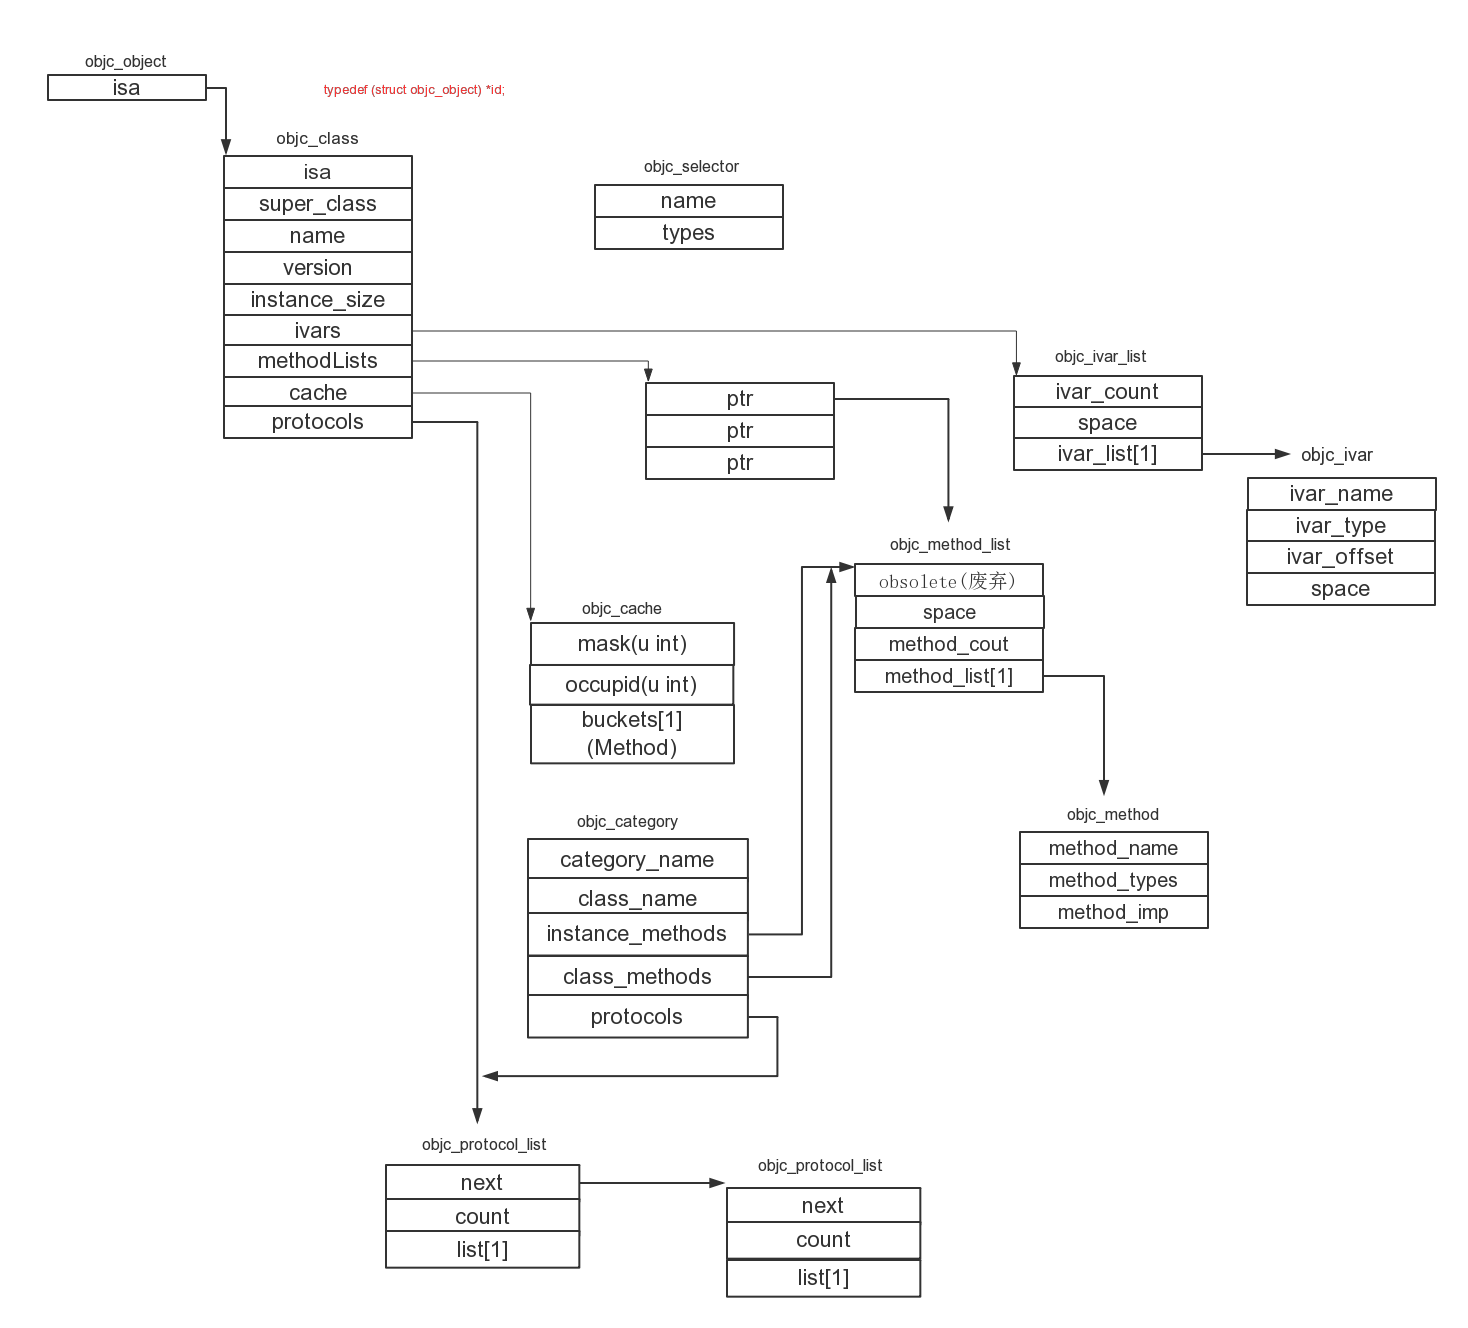 objc_object
isa
typedef (struct objc_object) *id;
objc_class
isa
super_class
name
version
instance_size
ivars
methodLists
cache
protocols
objc_selector
name
types
ptr
ptr
ptr
objc_ivar_list
ivar_count
space
ivar_list[1]
objc_ivar
ivar_name
ivar_type
ivar_offset
space
objc_method_list
obsolete(废弃)
space
method_cout
method_list[1]
objc_cache
mask(u int)
occupid(u int)
buckets[1]
(Method)
objc_method
method_name
method_types
method_imp
objc_category
category_name
class_name
instance_methods
class_methods
protocols
objc_protocol_list
next
count
list[1]
objc_protocol_list
next
count
list[1]